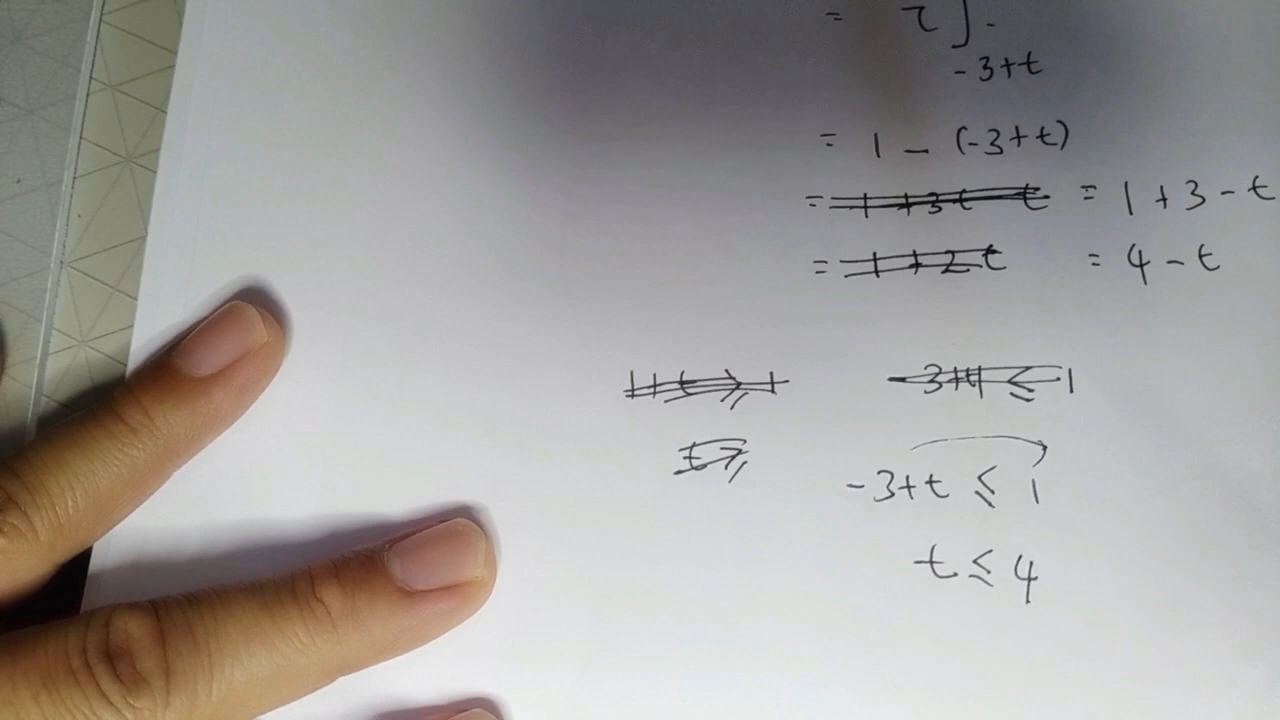 = τ ] .
-3+t
= 1 - (-3+t)
= = 1 + 3 - t
= = 4 - t
-3+t ≤ 1
t ≤ 4